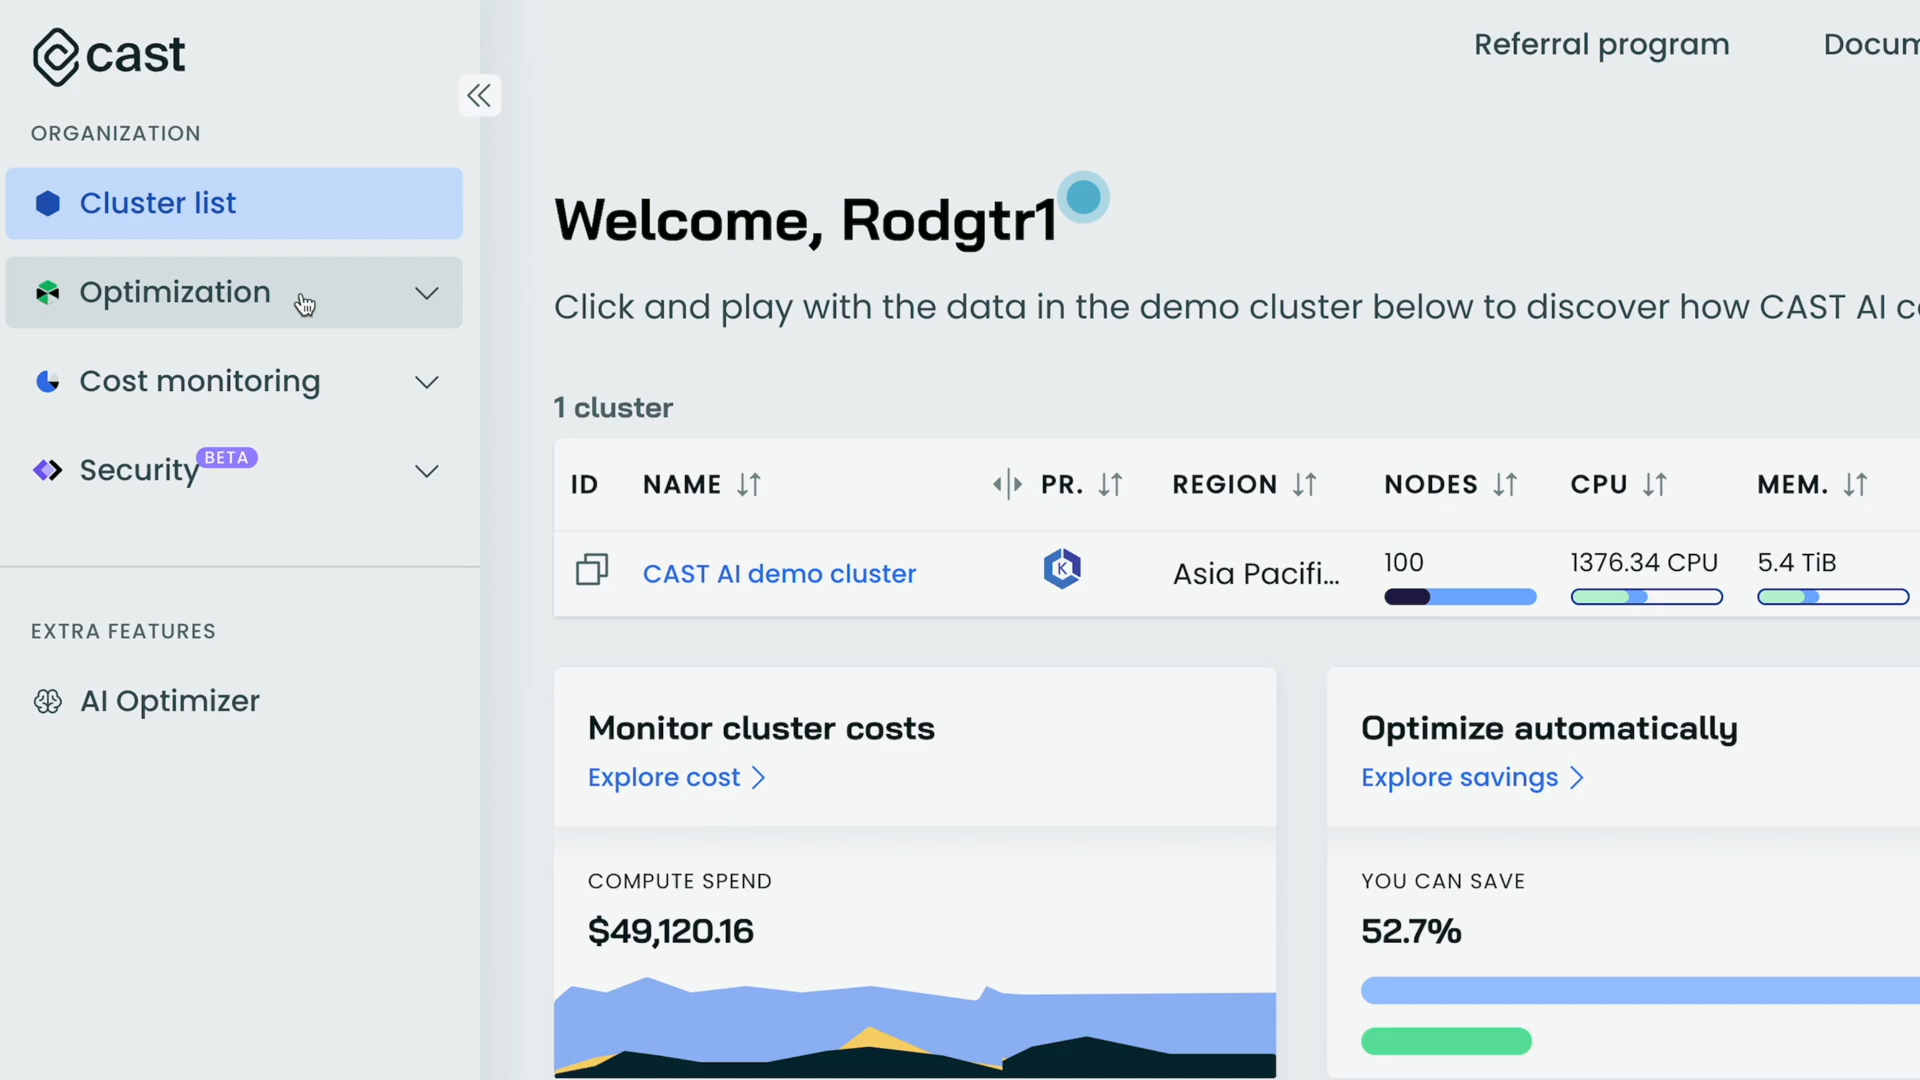 cast
Referral program
Docum
ORGANIZATION
Cluster list
Optimization
Cost monitoring
Security BETA
EXTRA FEATURES
AI Optimizer
Welcome, Rodgtr1
Click and play with the data in the demo cluster below to discover how CAST AI c
1 cluster
ID NAME PR. REGION NODES CPU MEM.
CAST AI demo cluster K Asia Pacifi... 100 1376.34 CPU 5.4 TiB
Monitor cluster costs
Explore cost
COMPUTE SPEND
$49,120.16
Optimize automatically
Explore savings
YOU CAN SAVE
52.7%